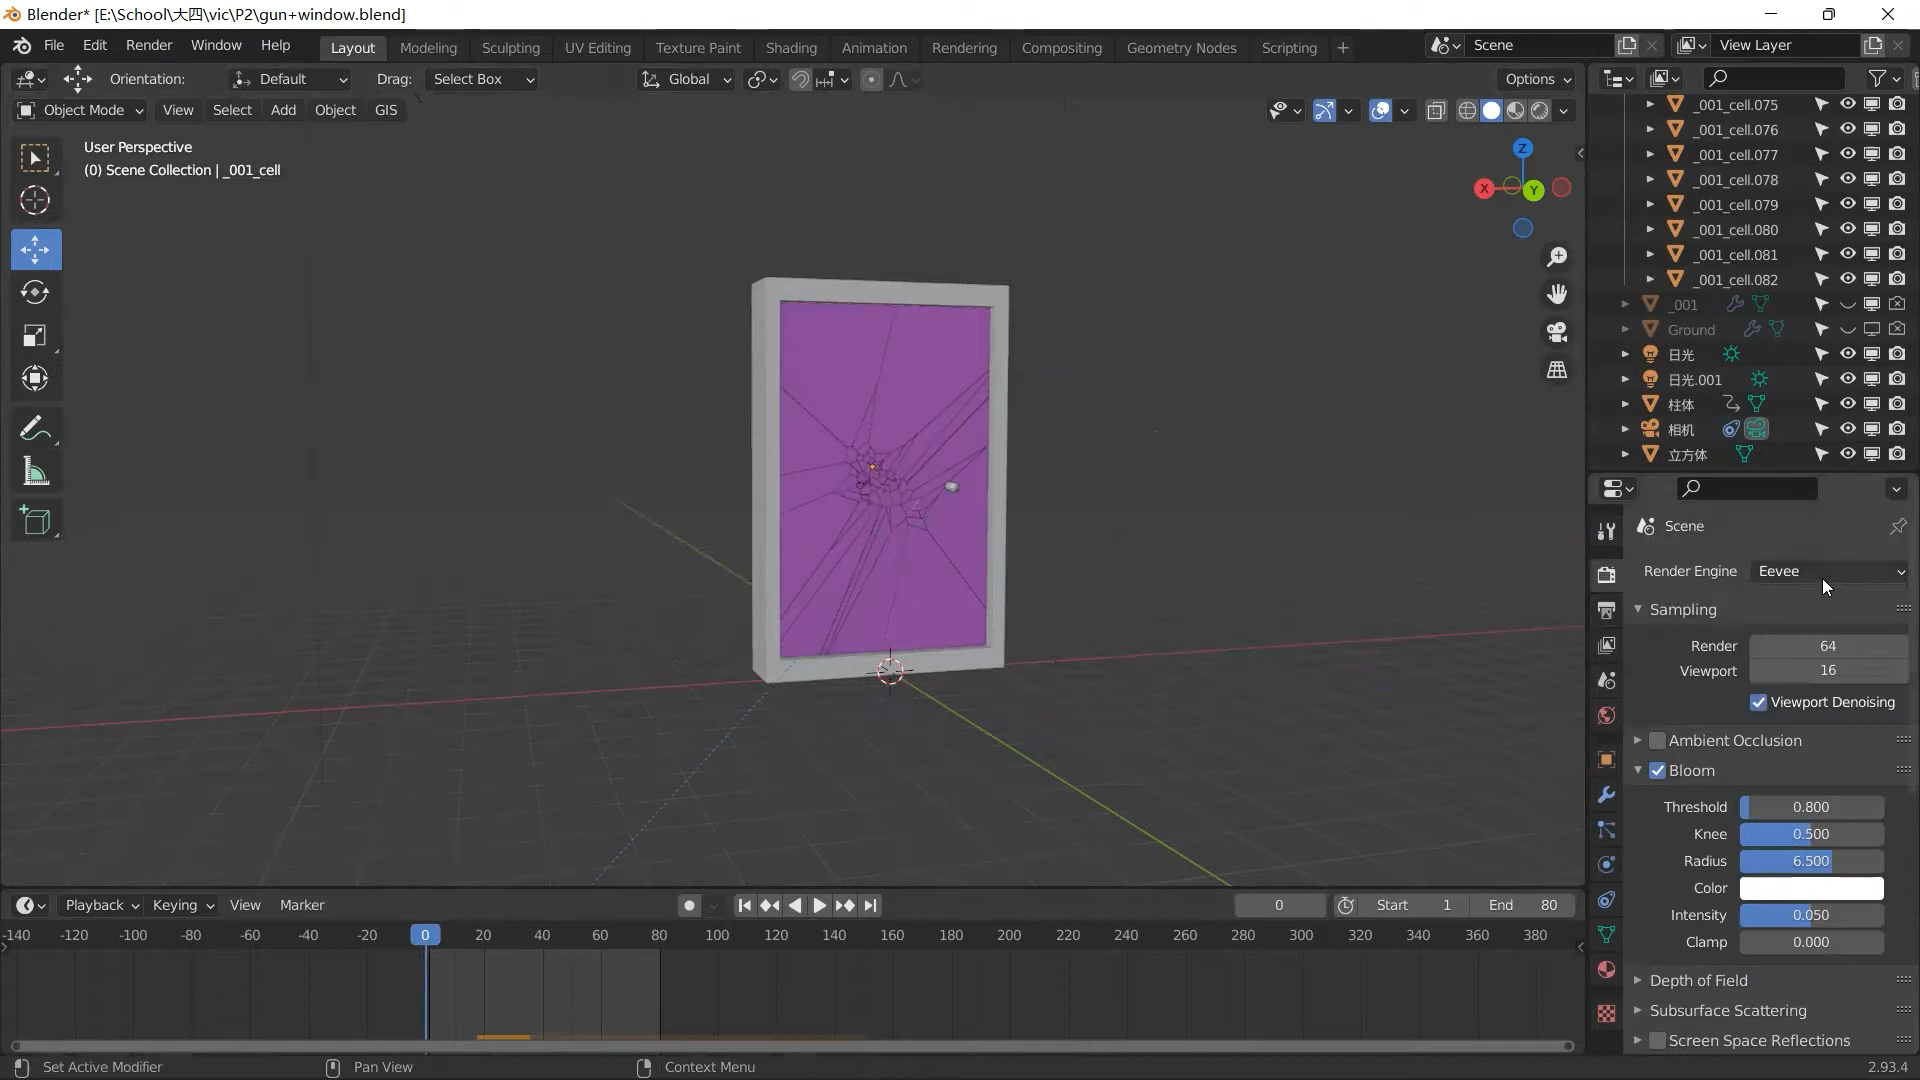 Blender* [E:\School\大四\vic\P2\gun+window.blend]
File Edit Render Window Help Layout Modeling Sculpting UV Editing Texture Paint Shading Animation Rendering Compositing Geometry Nodes Scripting + Scene View Layer
Orientation: Default Drag: Select Box Global Options
Object Mode View Select Add Object GIS
User Perspective
(0) Scene Collection | _001_cell
Z
X
Y
_001_cell.075
_001_cell.076
_001_cell.077
_001_cell.078
_001_cell.079
_001_cell.080
_001_cell.081
_001_cell.082
_001
Ground
日光
日光.001
柱体
相机
立方体
Scene
Render Engine Eevee
Sampling
Render 64
Viewport 16
Viewport Denoising
Ambient Occlusion
Bloom
Threshold 0.800
Knee 0.500
Radius 6.500
Color
Intensity 0.050
Clamp 0.000
Depth of Field
Subsurface Scattering
Screen Space Reflections
Playback Keying View Marker 0 Start 1 End 80
-140 -120 -100 -80 -60 -40 -20 0 20 40 60 80 100 120 140 160 180 200 220 240 260 280 300 320 340 360 380
Set Active Modifier Pan View Context Menu 2.93.4